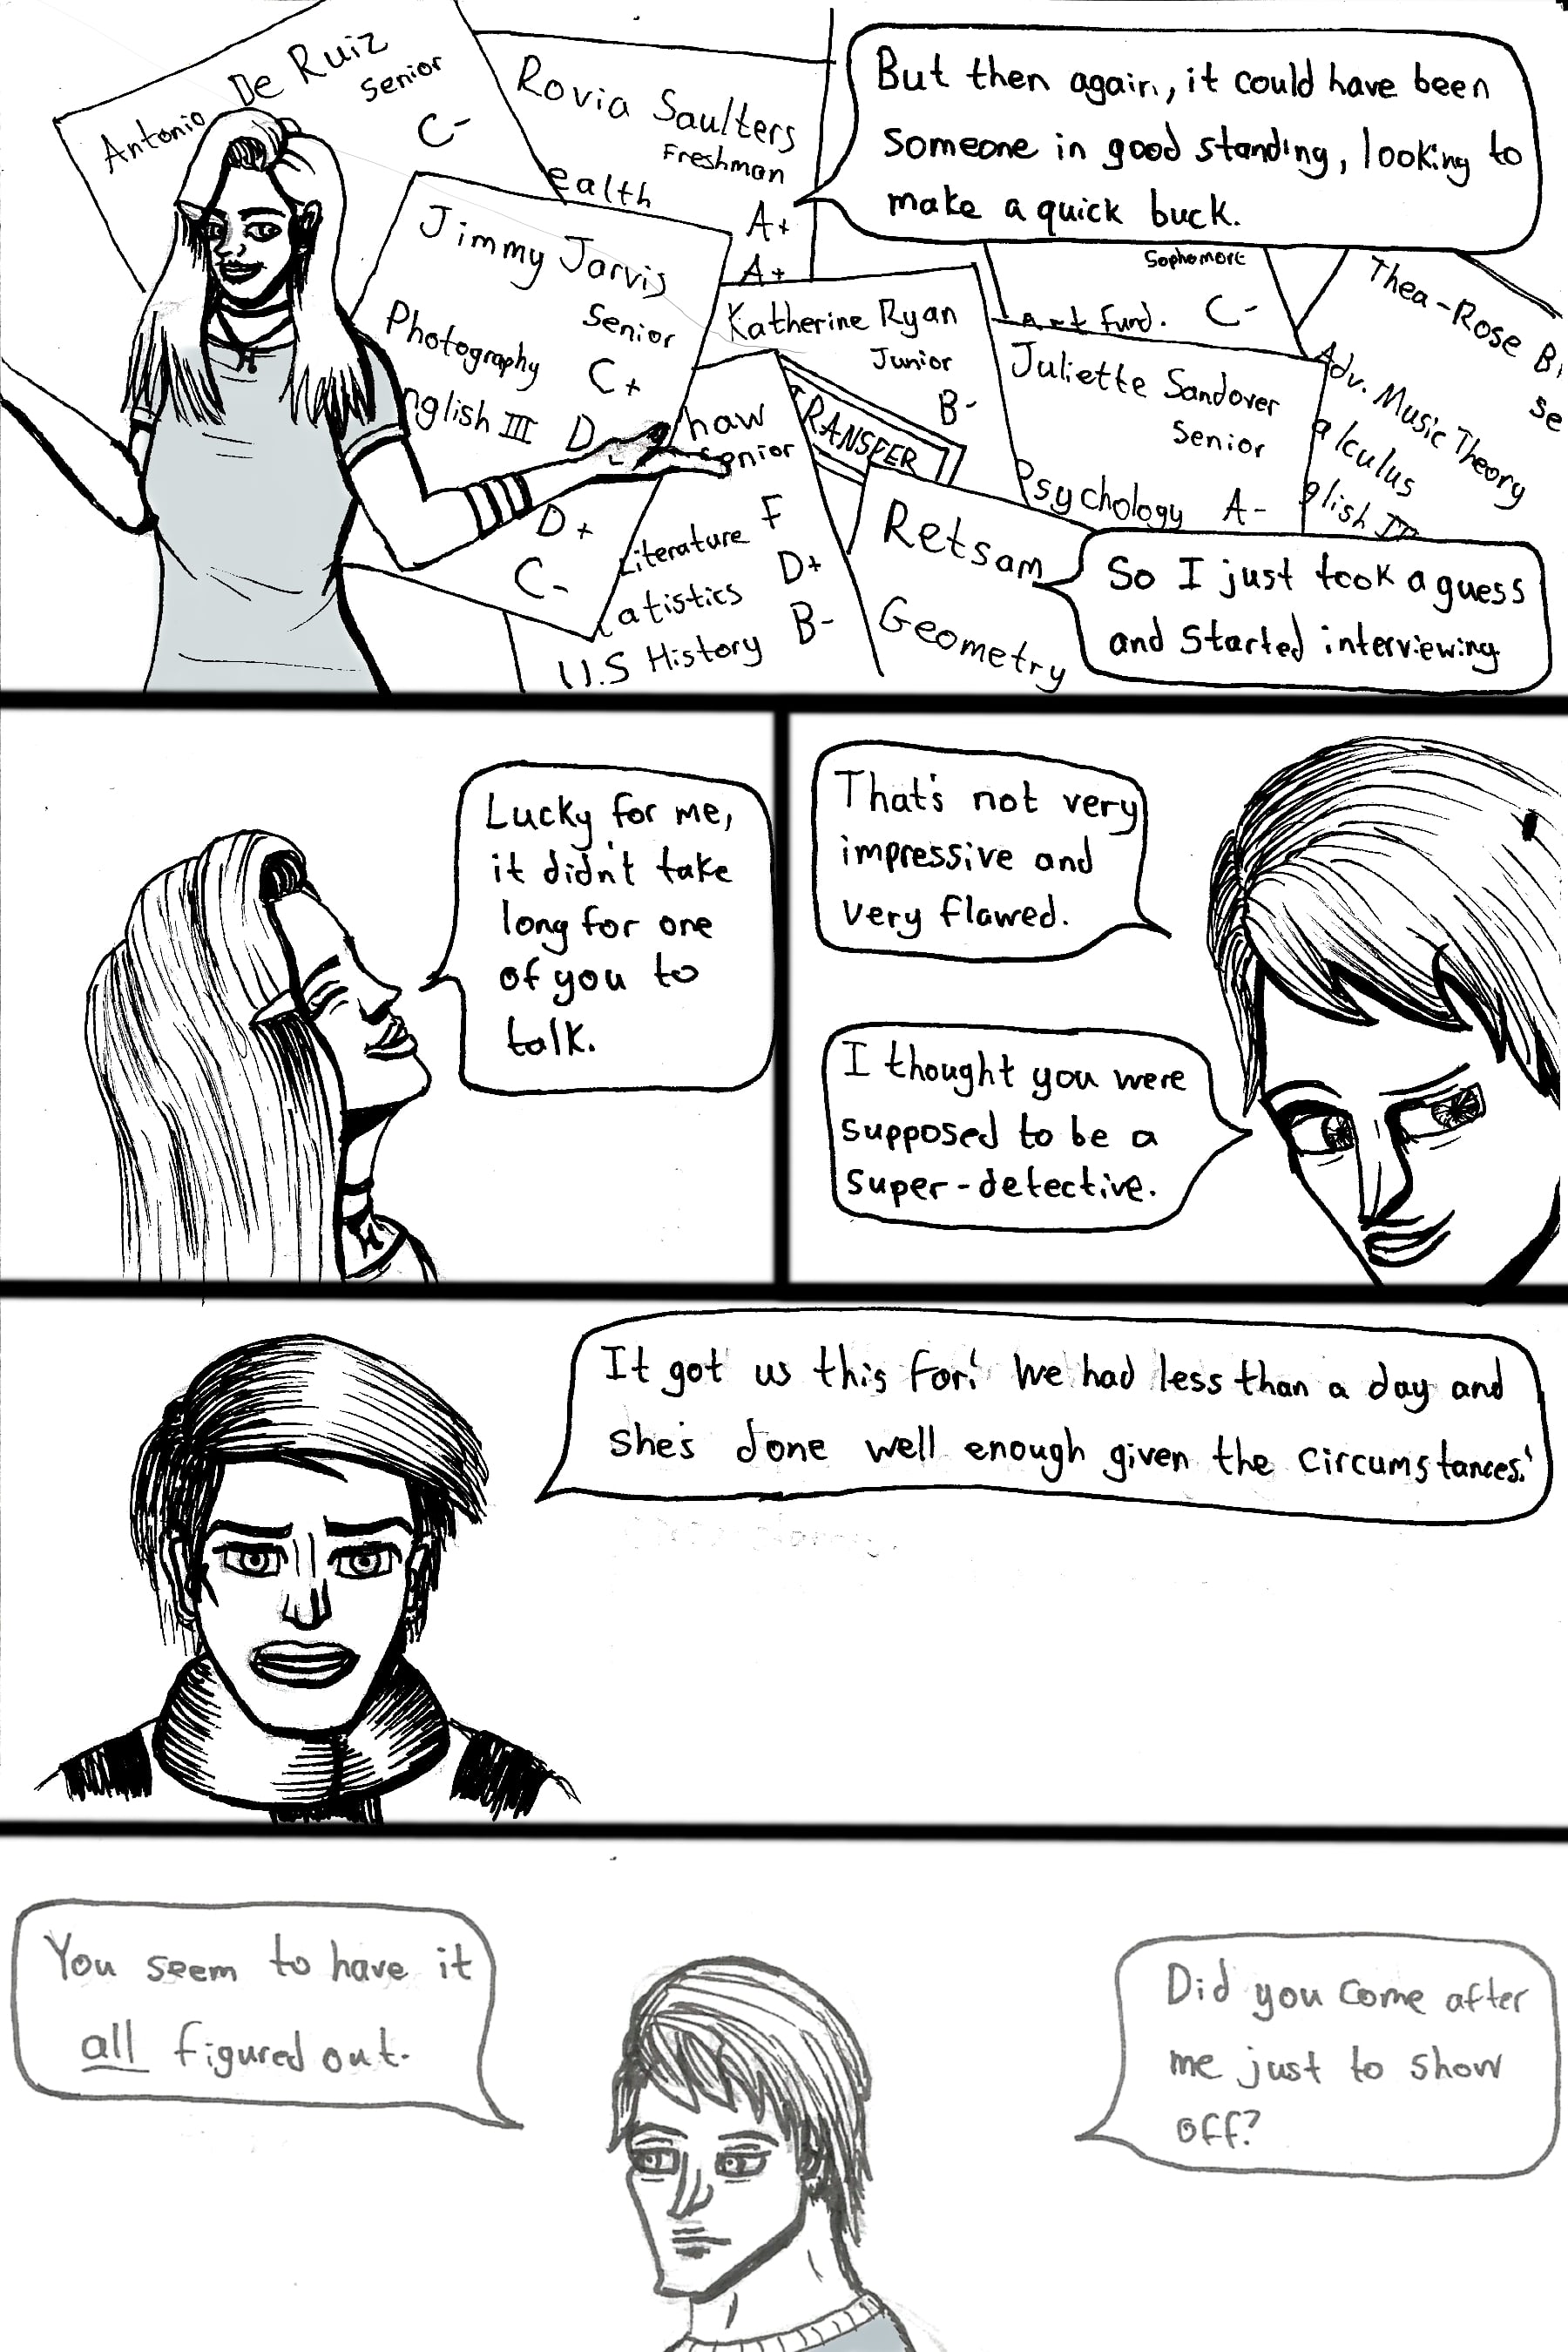 Antonio De Ruiz
Senior
C-
Rovia Saulters
Freshman
ealth
A+
A+
But then again, it could have been
someone in good standing, looking to
make a quick buck.
Jimmy Jarvis
Senior
Photography C+
nglish III D
D+
C-
haw
enior
iterature F
atistics D+
U.S History B-
Katherine Ryan
Junior
B-
TRANSFER
Sophomore
Art Fund. C-
Juliette Sandover
Senior
Psychology A-
Thea-Rose
Se
Adv. Music Theory
alculus
glish III
Retsam
Geometry
So I just took a guess
and started interviewing
Lucky for me,
it didn't take
long for one
of you to
talk.
That's not very
impressive and
very flawed.
I thought you were
supposed to be a
super-detective.
It got us this far! We had less than a day and
she's done well enough given the circumstances!
You seem to have it
all figured out.
Did you come after
me just to show
off?